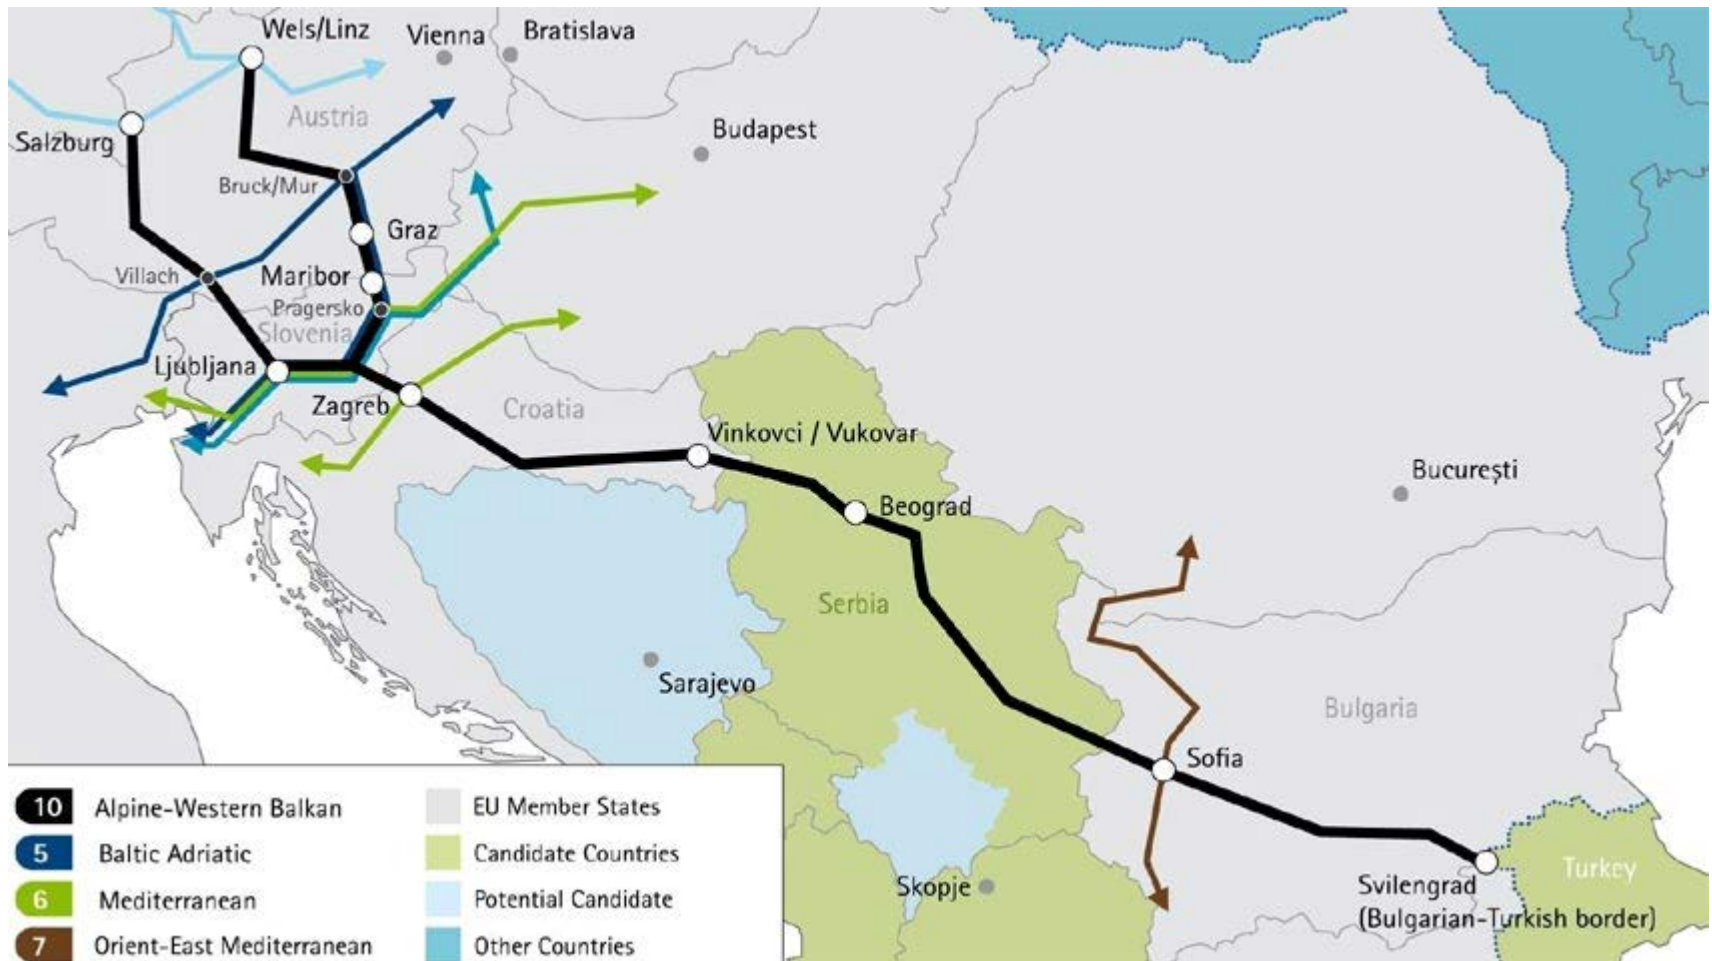 Wels/Linz
Vienna
Bratislava
Austria
Salzburg
Budapest
Bruck/Mur
Graz
Villach
Maribor
Pragersko
Slovenia
Ljubljana
Zagreb
Croatia
Vinkovci / Vukovar
Bucureşti
Beograd
Serbia
Sarajevo
Bulgaria
Sofia
Skopje
Turkey
Svilengrad
(Bulgarian-Turkish border)
10 Alpine-Western Balkan
5 Baltic Adriatic
6 Mediterranean
7 Orient-East Mediterranean
EU Member States
Candidate Countries
Potential Candidate
Other Countries